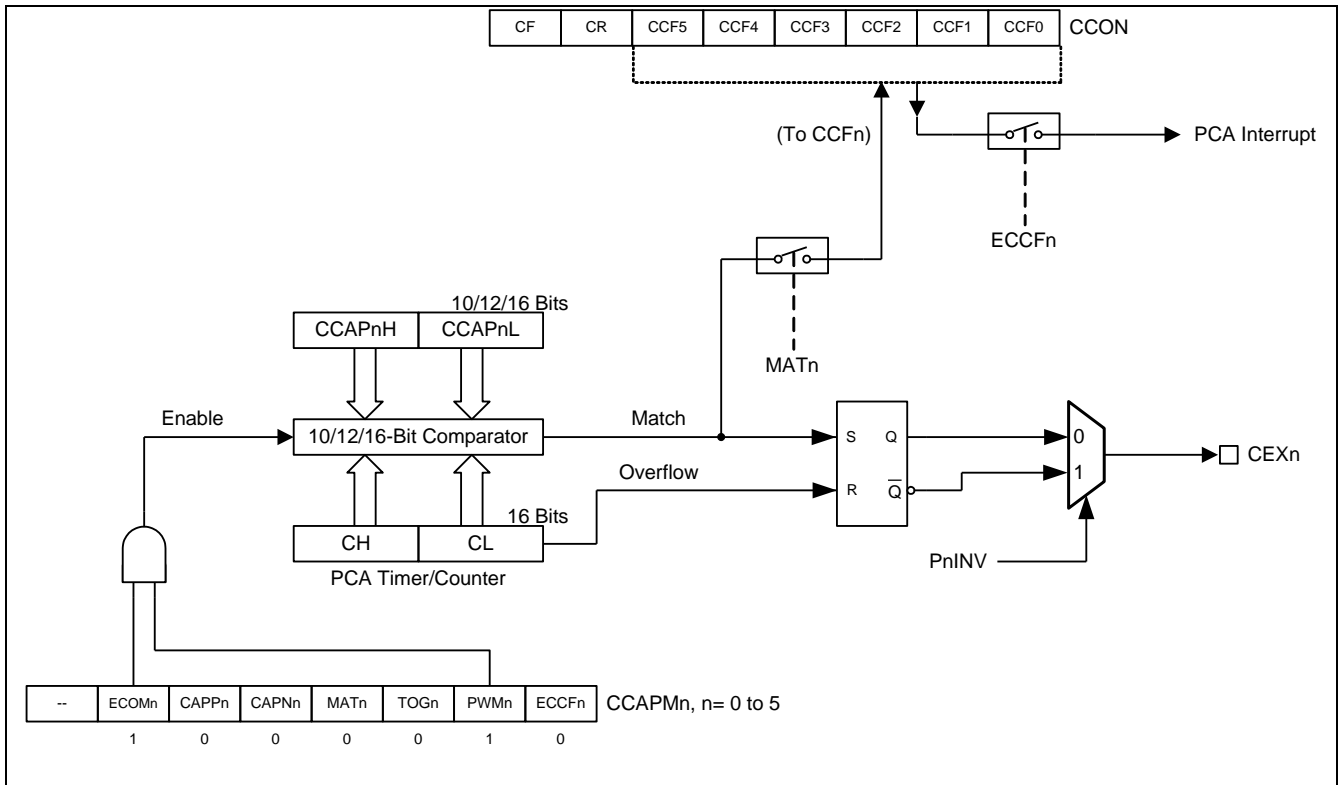 CF CR CCF5 CCF4 CCF3 CCF2 CCF1 CCF0 CCON
(To CCFn)
PCA Interrupt
ECCFn
10/12/16 Bits
CCAPnH CCAPnL
MATn
Enable
10/12/16-Bit Comparator
Match
S Q
0
1
CEXn
Overflow
R Q
16 Bits
CH CL
PCA Timer/Counter
PnINV
-- ECOMn CAPPn CAPNn MATn TOGn PWMn ECCFn CCAPMn, n= 0 to 5
1 0 0 0 0 1 0